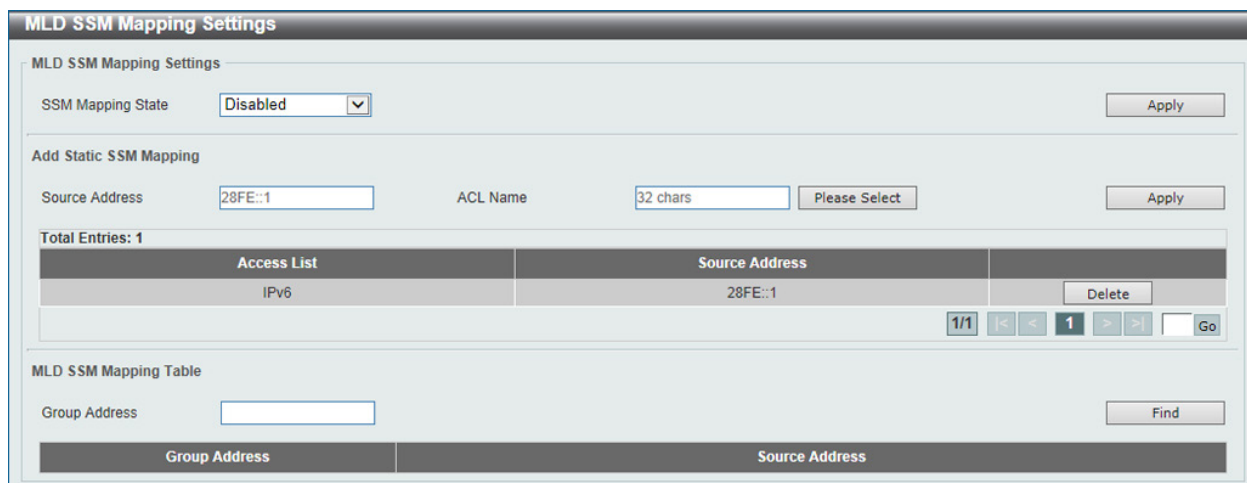 MLD SSM Mapping Settings
MLD SSM Mapping Settings
SSM Mapping State Disabled Apply
Add Static SSM Mapping
Source Address 28FE::1 ACL Name 32 chars Please Select Apply
Total Entries: 1
Access List Source Address
IPv6 28FE::1 Delete
1/1 |< < 1 > >| Go
MLD SSM Mapping Table
Group Address Find
Group Address Source Address